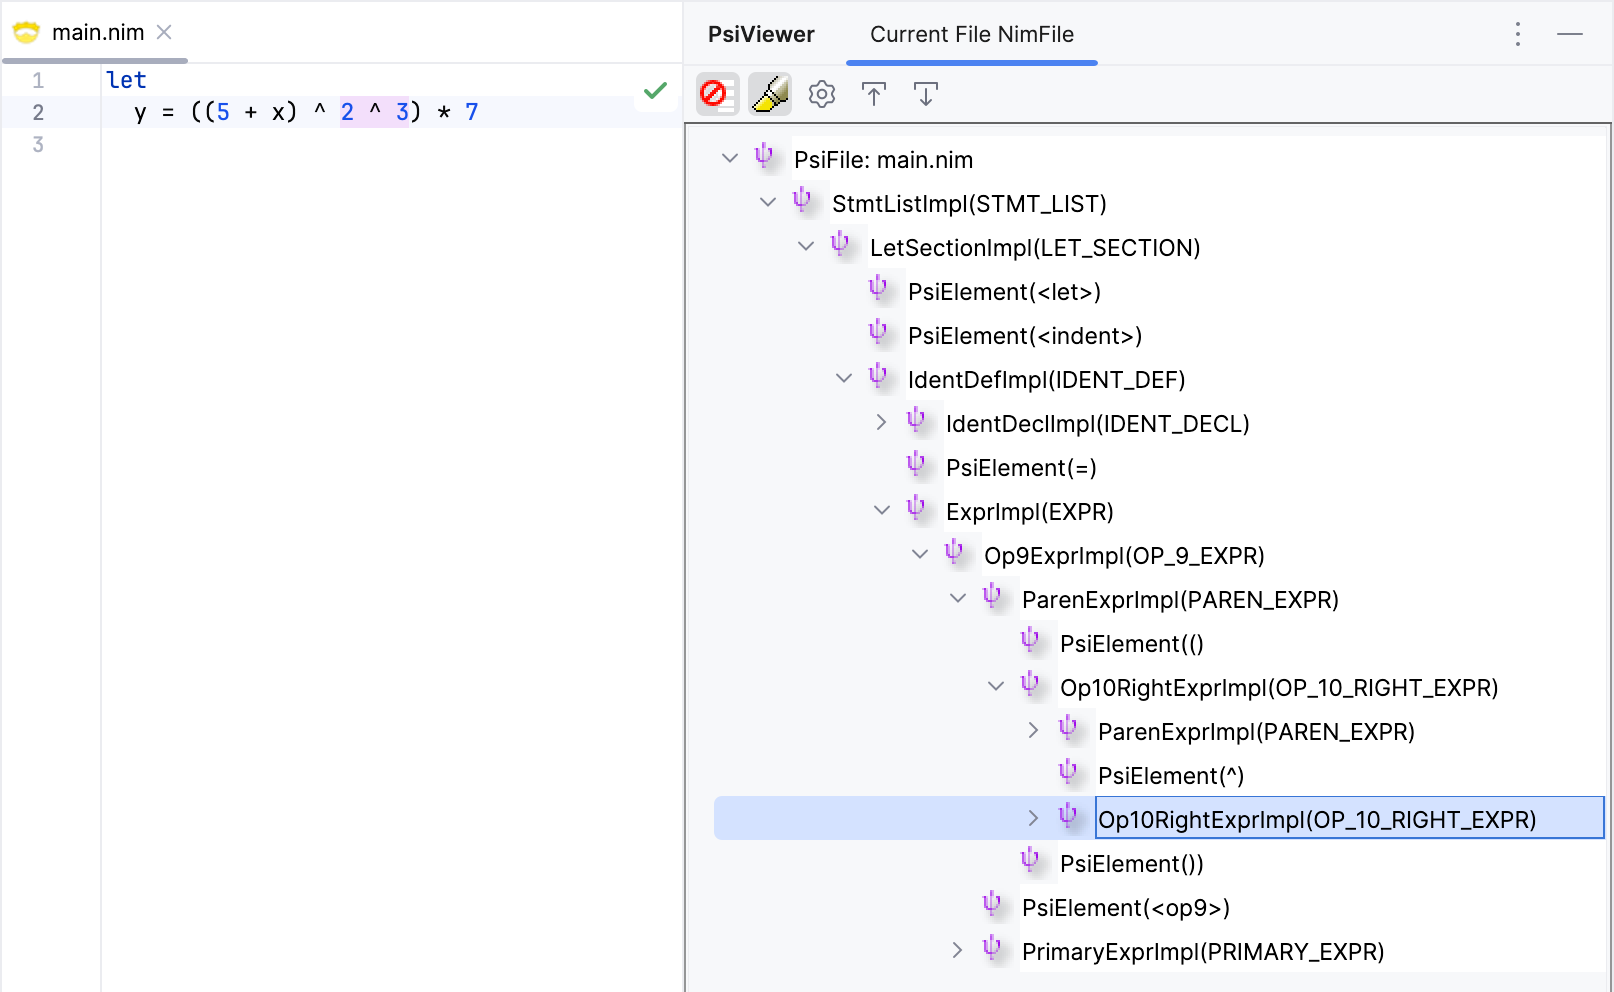 main.nim
1 let
2 y = ((5 + x) ^ 2 ^ 3) * 7
3
PsiViewer Current File NimFile
PsiFile: main.nim
StmtListImpl(STMT_LIST)
LetSectionImpl(LET_SECTION)
PsiElement(<let>)
PsiElement(<indent>)
IdentDefImpl(IDENT_DEF)
IdentDeclImpl(IDENT_DECL)
PsiElement(=)
ExprImpl(EXPR)
Op9ExprImpl(OP_9_EXPR)
ParenExprImpl(PAREN_EXPR)
PsiElement(()
Op10RightExprImpl(OP_10_RIGHT_EXPR)
ParenExprImpl(PAREN_EXPR)
PsiElement(^)
Op10RightExprImpl(OP_10_RIGHT_EXPR)
PsiElement())
PsiElement(<op9>)
PrimaryExprImpl(PRIMARY_EXPR)